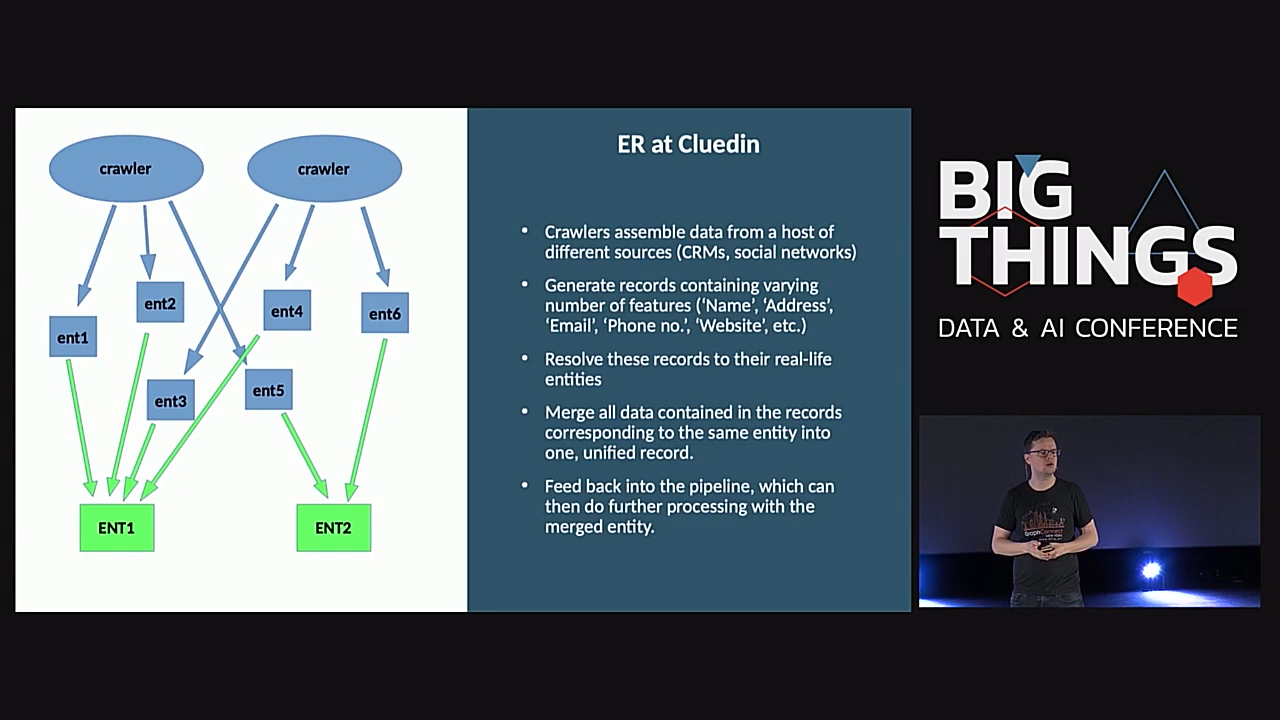 crawler
crawler
ent1
ent2
ent3
ent4
ent5
ent6
ENT1
ENT2
ER at Cluedin
• Crawlers assemble data from a host of
different sources (CRMs, social networks)
• Generate records containing varying
number of features (‘Name’, ‘Address’,
‘Email’, ‘Phone no.’, ‘Website’, etc.)
• Resolve these records to their real-life
entities
• Merge all data contained in the records
corresponding to the same entity into
one, unified record.
• Feed back into the pipeline, which can
then do further processing with the
merged entity.
BIG
THINGS
DATA & AI CONFERENCE
GraphConnect